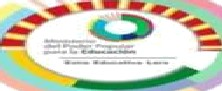 Ministerio
del Poder Popular
para la Educación
Zona Educativa Lara